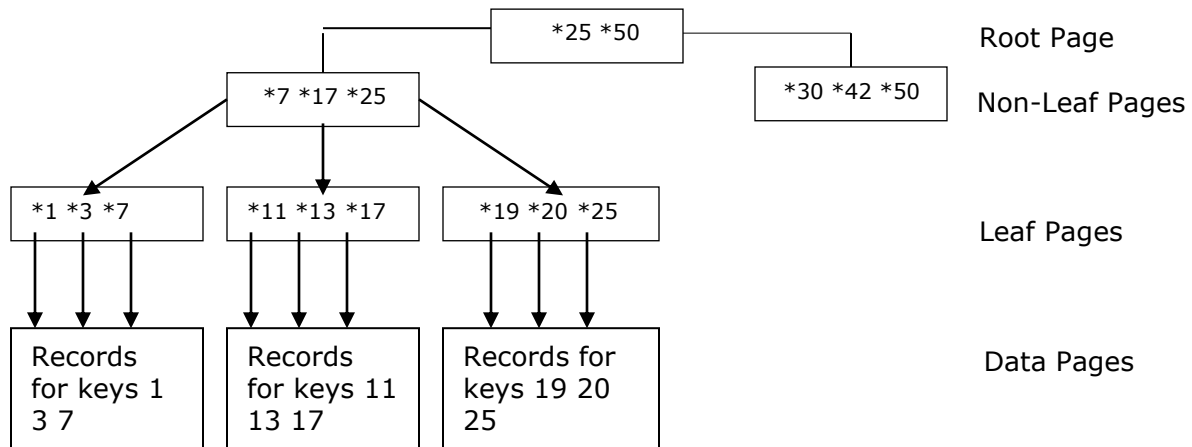 *25 *50
Root Page
*7 *17 *25
*30 *42 *50
Non-Leaf Pages
*1 *3 *7
*11 *13 *17
*19 *20 *25
Leaf Pages
Records
for keys 1
3 7
Records
for keys 11
13 17
Records for
keys 19 20
25
Data Pages